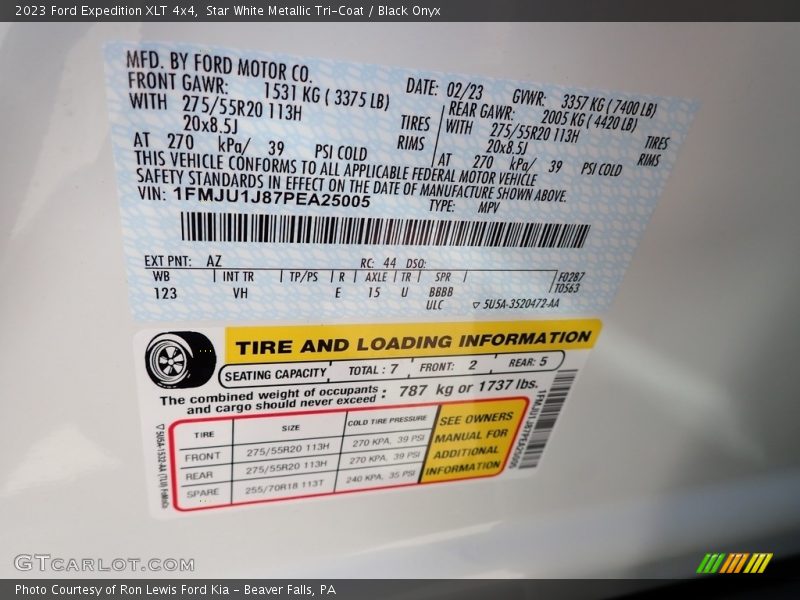 2023 Ford Expedition XLT 4x4, Star White Metallic Tri-Coat / Black Onyx
MFD. BY FORD MOTOR CO.
DATE: 02/23 GVWR: 3357 KG ( 7400 LB)
FRONT GAWR: 1531 KG ( 3375 LB)
REAR GAWR: 2005 KG ( 4420 LB)
WITH 275/55R20 113H TIRES
WITH 275/55R20 113H TIRES
20x8.5J RIMS
20x8.5J RIMS
AT 270 kPa/ 39 PSI COLD
AT 270 kPa/ 39 PSI COLD
THIS VEHICLE CONFORMS TO ALL APPLICABLE FEDERAL MOTOR VEHICLE
SAFETY STANDARDS IN EFFECT ON THE DATE OF MANUFACTURE SHOWN ABOVE.
VIN: 1FMJU1J87PEA25005 TYPE: MPV
EXT PNT: AZ RC: 44 DSO:
WB INT TR TP/PS R AXLE TR SPR F0287
123 VH E 15 U BBBB T0563
ULC ▽ 5U5A-3520472-AA
TIRE AND LOADING INFORMATION
SEATING CAPACITY TOTAL : 7 FRONT: 2 REAR: 5
The combined weight of occupants
and cargo should never exceed : 787 kg or 1737 lbs.
TIRE SIZE COLD TIRE PRESSURE
FRONT 275/55R20 113H 270 KPA, 39 PSI
REAR 275/55R20 113H 270 KPA, 39 PSI
SPARE 255/70R18 113T 240 KPA, 35 PSI
SEE OWNERS
MANUAL FOR
ADDITIONAL
INFORMATION
1FMJU1J87PEA25005
GTCARLOT.COM
Photo Courtesy of Ron Lewis Ford Kia - Beaver Falls, PA